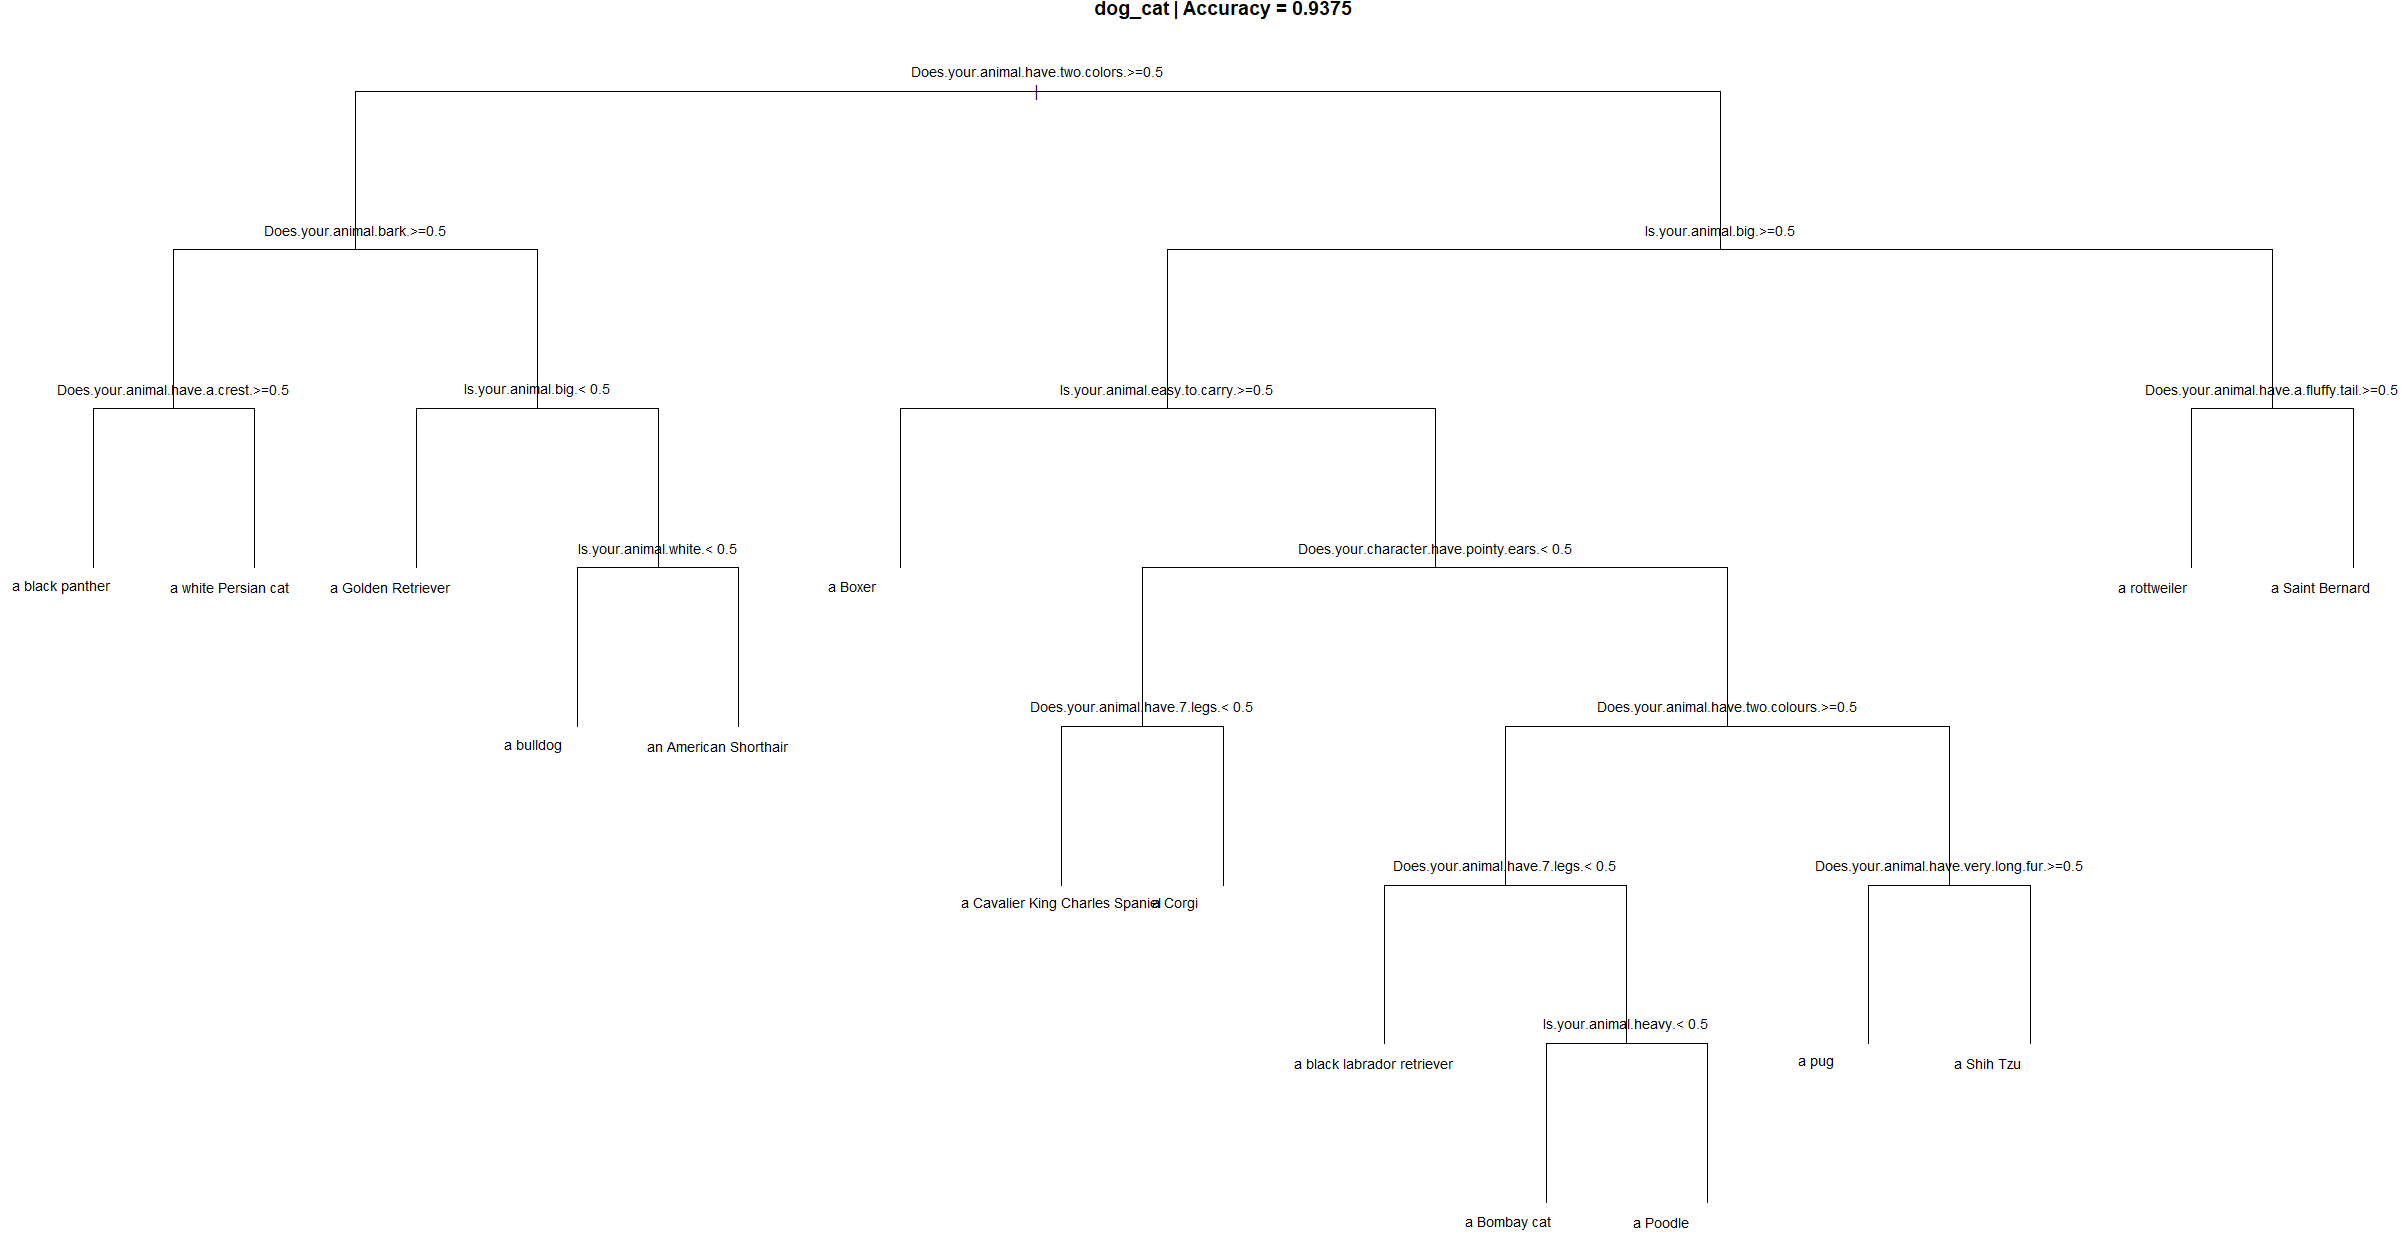 dog_cat | Accuracy = 0.9375
Does.your.animal.have.two.colors.>=0.5
Does.your.animal.bark.>=0.5
Is.your.animal.big.>=0.5
Does.your.animal.have.a.crest.>=0.5
Is.your.animal.big.< 0.5
Is.your.animal.easy.to.carry.>=0.5
Does.your.animal.have.a.fluffy.tail.>=0.5
Is.your.animal.white.< 0.5
Does.your.character.have.pointy.ears.< 0.5
a black panther
a white Persian cat
a Golden Retriever
a Boxer
a rottweiler
a Saint Bernard
Does.your.animal.have.7.legs.< 0.5
Does.your.animal.have.two.colours.>=0.5
a bulldog
an American Shorthair
Does.your.animal.have.7.legs.< 0.5
Does.your.animal.have.very.long.fur.>=0.5
a Cavalier King Charles Spaniel
a Corgi
Is.your.animal.heavy.< 0.5
a black labrador retriever
a pug
a Shih Tzu
a Bombay cat
a Poodle